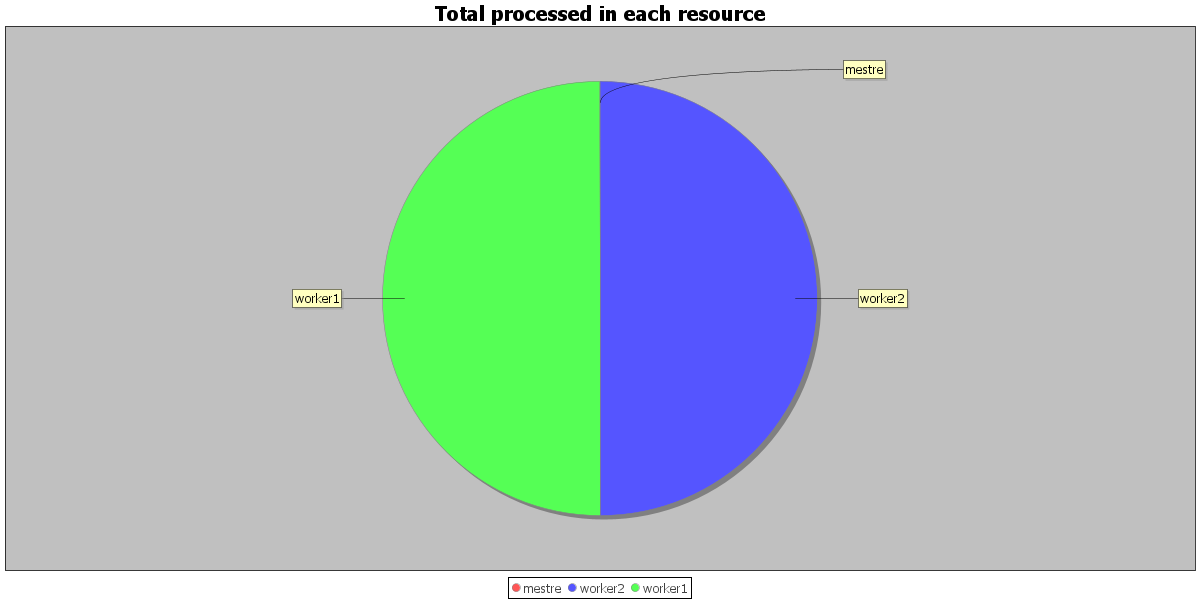 Total processed in each resource
mestre
worker1
worker2
mestre worker2 worker1